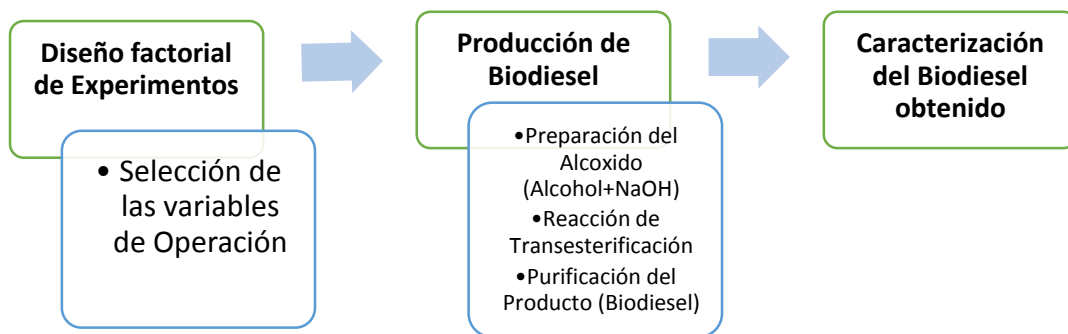 Diseño factorial
de Experimentos
• Selección de
las variables
de Operación
Producción de
Biodiesel
•Preparación del
Alcoxido
(Alcohol+NaOH)
•Reacción de
Transesterificación
•Purificación del
Producto (Biodiesel)
Caracterización
del Biodiesel
obtenido